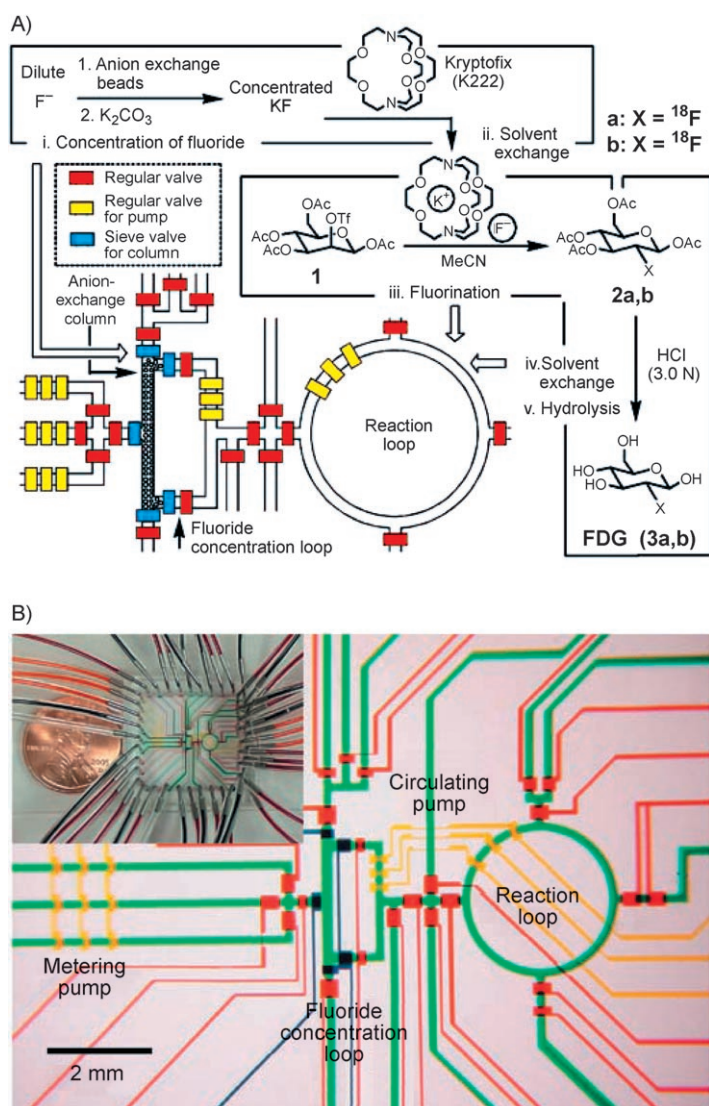 A)
Dilute
F⁻
1. Anion exchange
beads
2. K₂CO₃
Concentrated
KF
Kryptofix
(K222)
i. Concentration of fluoride
ii. Solvent
exchange
a: X = ¹⁸F
b: X = ¹⁸F
Regular valve
Regular valve
for pump
Sieve valve
for column
Anion-
exchange
column
N
O
O
O
O
O
O
N
N
O
O
O
O
K⁺
N
F⁻
OAc
OTf
AcO
AcO
O
OAc
1
MeCN
iii. Fluorination
OAc
AcO
AcO
O
OAc
X
2a,b
HCl
(3.0 N)
iv. Solvent
exchange
v. Hydrolysis
Reaction
loop
Fluoride
concentration loop
OH
HO
HO
O
OH
X
FDG (3a,b)
B)
Circulating
pump
Reaction
loop
Metering
pump
Fluoride
concentration
loop
2 mm